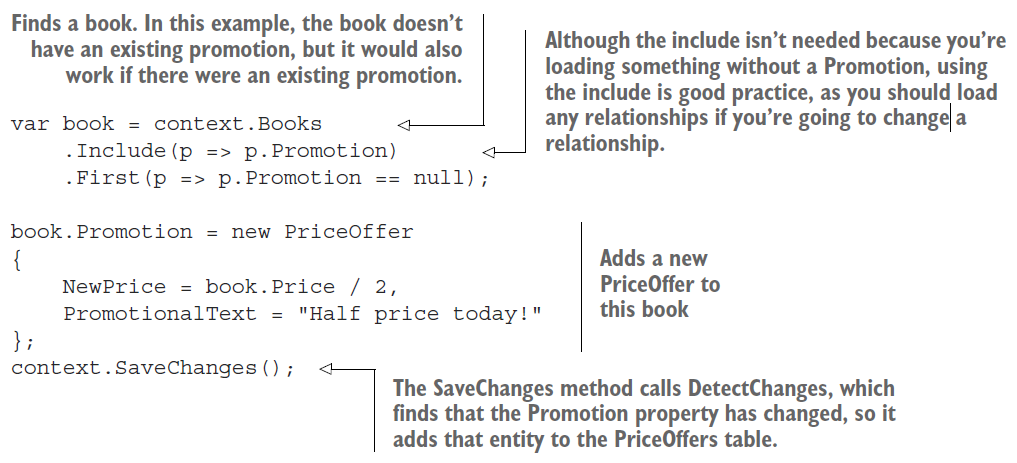 Finds a book. In this example, the book doesn’t
have an existing promotion, but it would also
work if there were an existing promotion.
Although the include isn’t needed because you’re
loading something without a Promotion, using
the include is good practice, as you should load
any relationships if you’re going to change a
relationship.
var book = context.Books
    .Include(p => p.Promotion)
    .First(p => p.Promotion == null);
book.Promotion = new PriceOffer
{
    NewPrice = book.Price / 2,
    PromotionalText = "Half price today!"
};
Adds a new
PriceOffer to
this book
context.SaveChanges();
The SaveChanges method calls DetectChanges, which
finds that the Promotion property has changed, so it
adds that entity to the PriceOffers table.